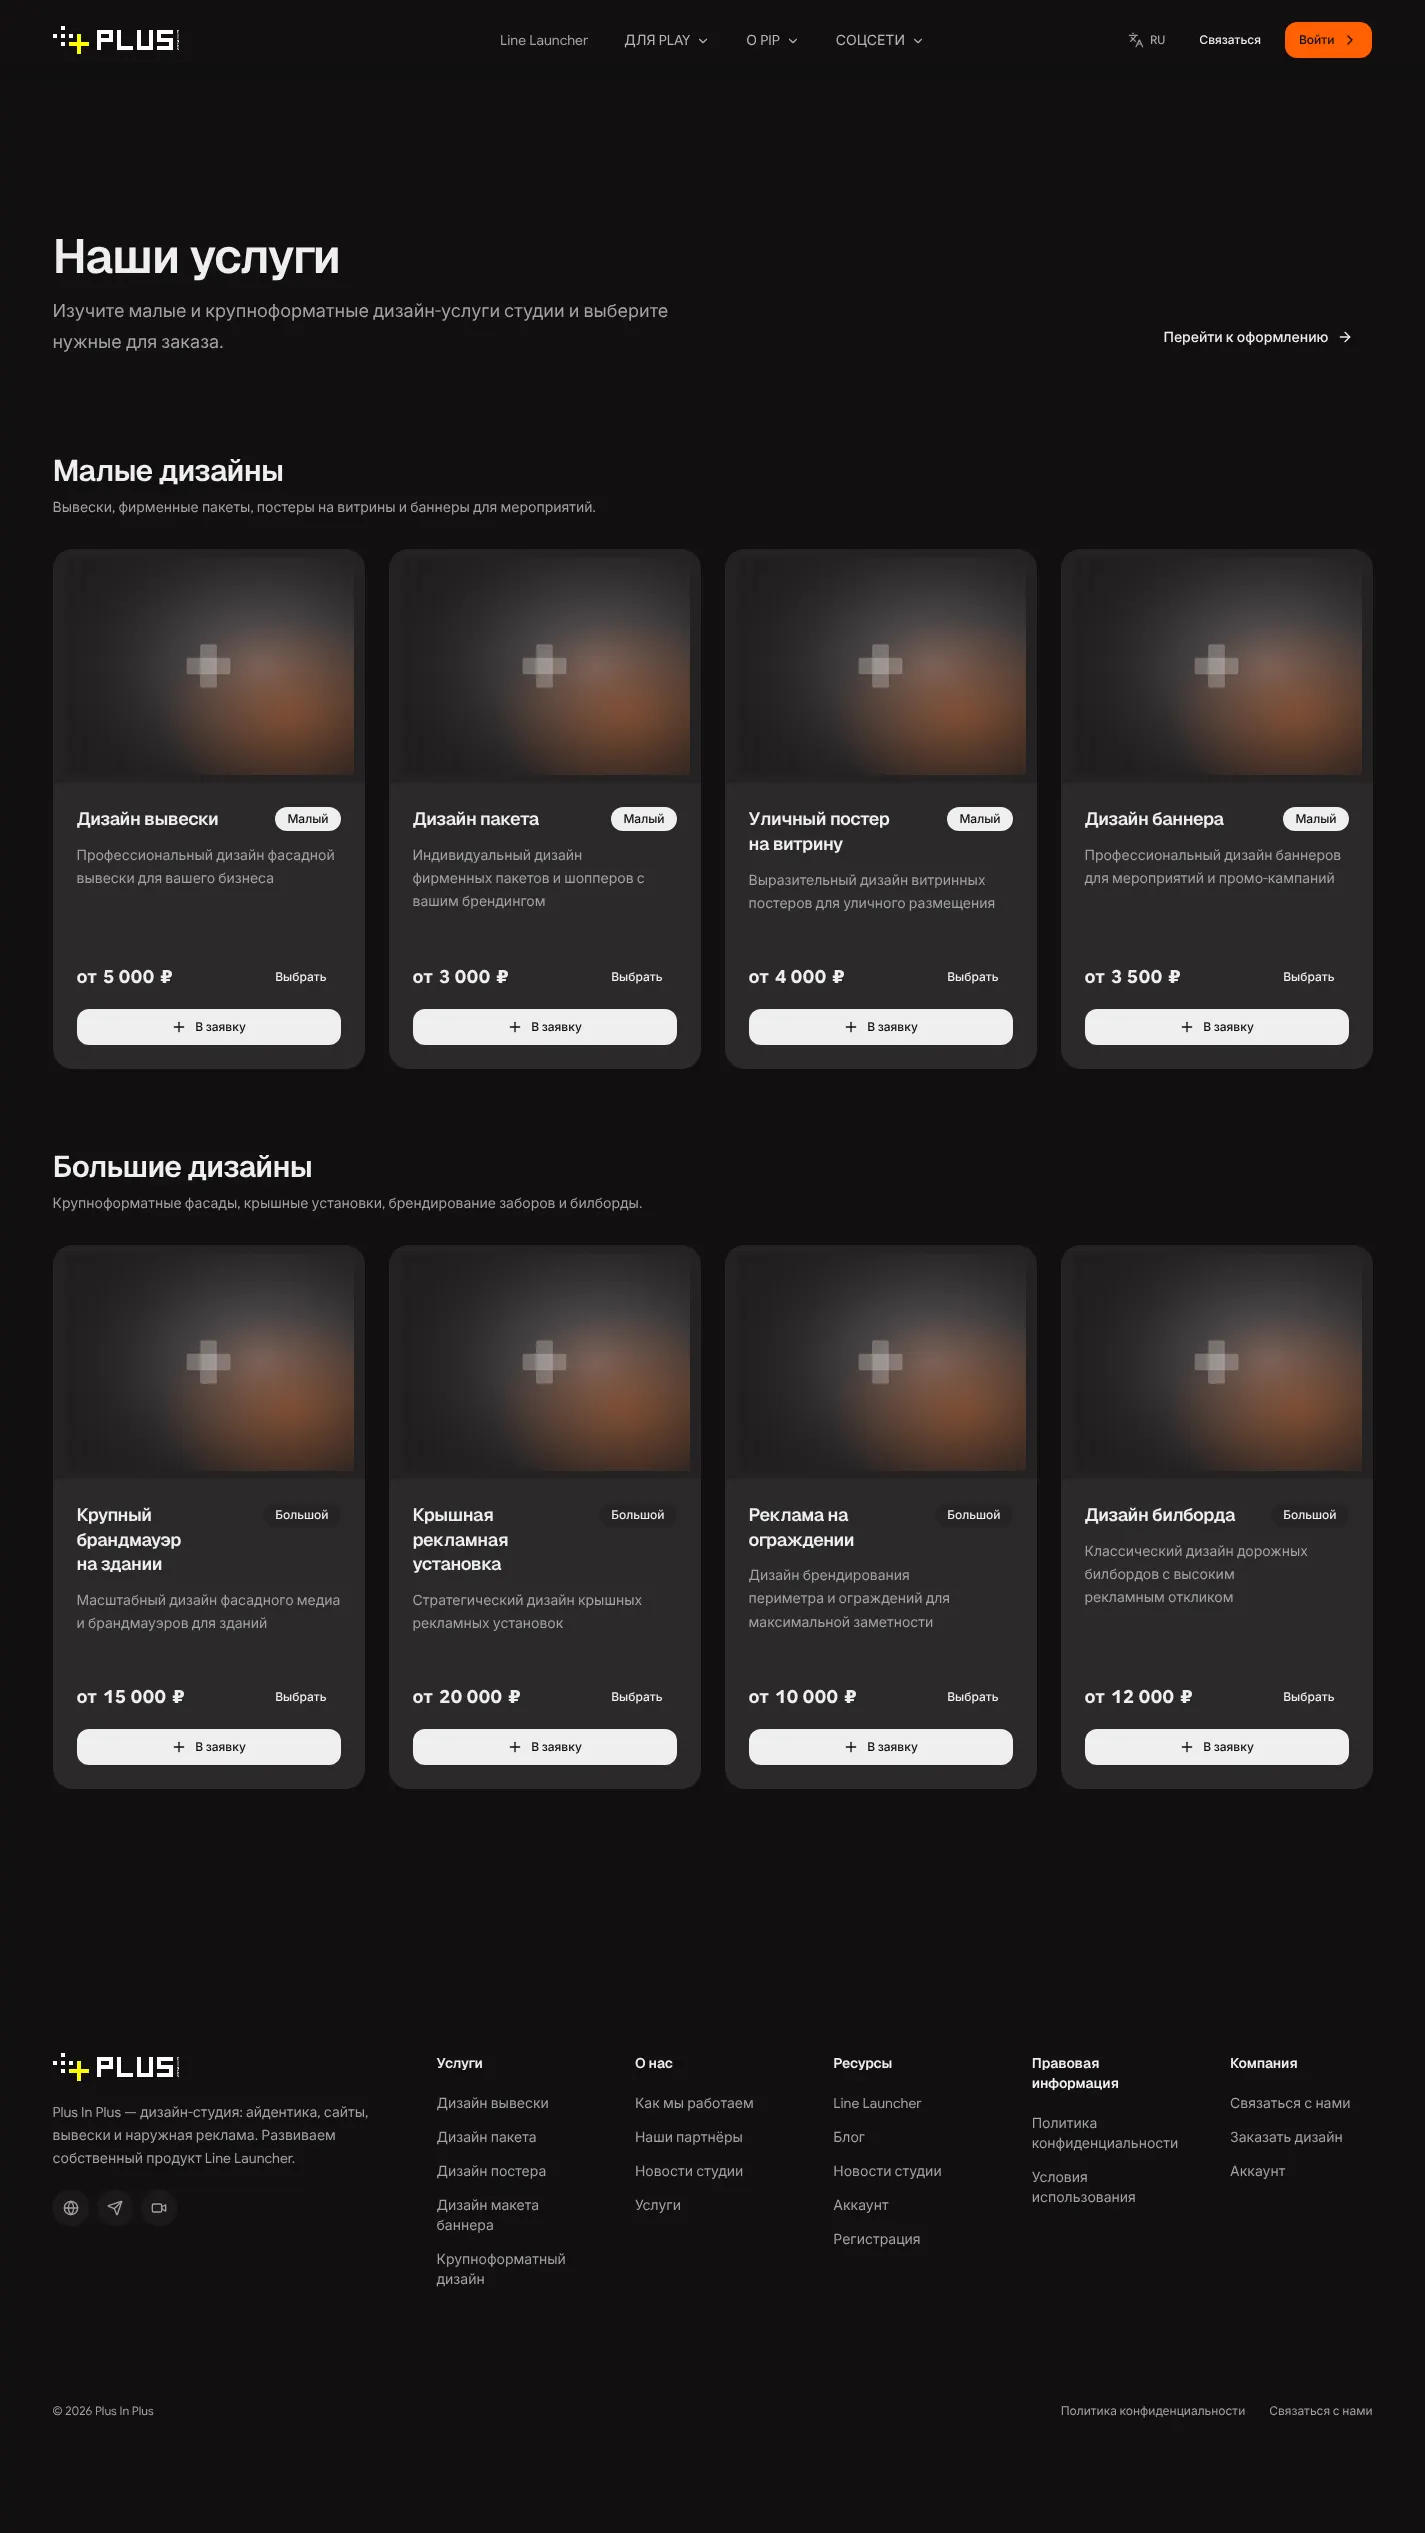 PLUS
Line Launcher
ДЛЯ PLAY
О PIP
СОЦСЕТИ
RU
Связаться
Войти
Наши услуги
Изучите малые и крупноформатные дизайн-услуги студии и выберите
нужные для заказа.
Перейти к оформлению
Малые дизайны
Вывески, фирменные пакеты, постеры на витрины и баннеры для мероприятий.
Дизайн вывески
Малый
Профессиональный дизайн фасадной
вывески для вашего бизнеса
от 5 000 ₽
Выбрать
В заявку
Дизайн пакета
Малый
Индивидуальный дизайн
фирменных пакетов и шопперов с
вашим брендингом
от 3 000 ₽
Выбрать
В заявку
Уличный постер
на витрину
Малый
Выразительный дизайн витринных
постеров для уличного размещения
от 4 000 ₽
Выбрать
В заявку
Дизайн баннера
Малый
Профессиональный дизайн баннеров
для мероприятий и промо-кампаний
от 3 500 ₽
Выбрать
В заявку
Большие дизайны
Крупноформатные фасады, крышные установки, брендирование заборов и билборды.
Крупный
брандмауэр
на здании
Большой
Масштабный дизайн фасадного медиа
и брандмауэров для зданий
от 15 000 ₽
Выбрать
В заявку
Крышная
рекламная
установка
Большой
Стратегический дизайн крышных
рекламных установок
от 20 000 ₽
Выбрать
В заявку
Реклама на
ограждении
Большой
Дизайн брендирования
периметра и ограждений для
максимальной заметности
от 10 000 ₽
Выбрать
В заявку
Дизайн билборда
Большой
Классический дизайн дорожных
билбордов с высоким
рекламным откликом
от 12 000 ₽
Выбрать
В заявку
PLUS
Plus In Plus — дизайн-студия: айдентика, сайты,
вывески и наружная реклама. Развиваем
собственный продукт Line Launcher.
Услуги
Дизайн вывески
Дизайн пакета
Дизайн постера
Дизайн макета
баннера
Крупноформатный
дизайн
О нас
Как мы работаем
Наши партнёры
Новости студии
Услуги
Ресурсы
Line Launcher
Блог
Новости студии
Аккаунт
Регистрация
Правовая
информация
Политика
конфиденциальности
Условия
использования
Компания
Связаться с нами
Заказать дизайн
Аккаунт
© 2026 Plus In Plus
Политика конфиденциальности
Связаться с нами